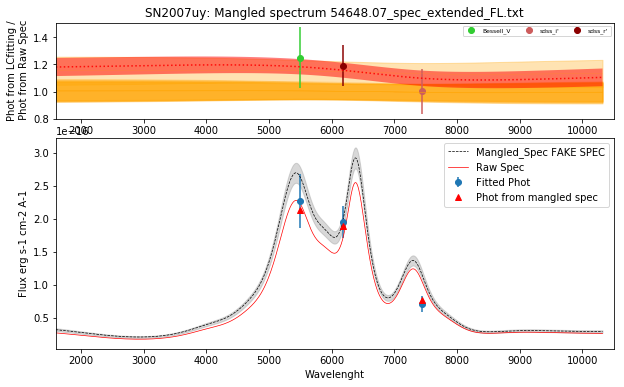 SN2007uy: Mangled spectrum 54648.07_spec_extended_FL.txt
Phot from LCfitting /
Phot from Raw Spec
1.4
1.2
1.0
0.8
Bessell_V
sdss_i'
sdss_r'
2000 3000 4000 5000 6000 7000 8000 9000 10000
1e−16
Flux erg s-1 cm-2 A-1
3.0
2.5
2.0
1.5
1.0
0.5
Mangled_Spec FAKE SPEC
Raw Spec
Fitted Phot
Phot from mangled spec
2000 3000 4000 5000 6000 7000 8000 9000 10000
Wavelenght